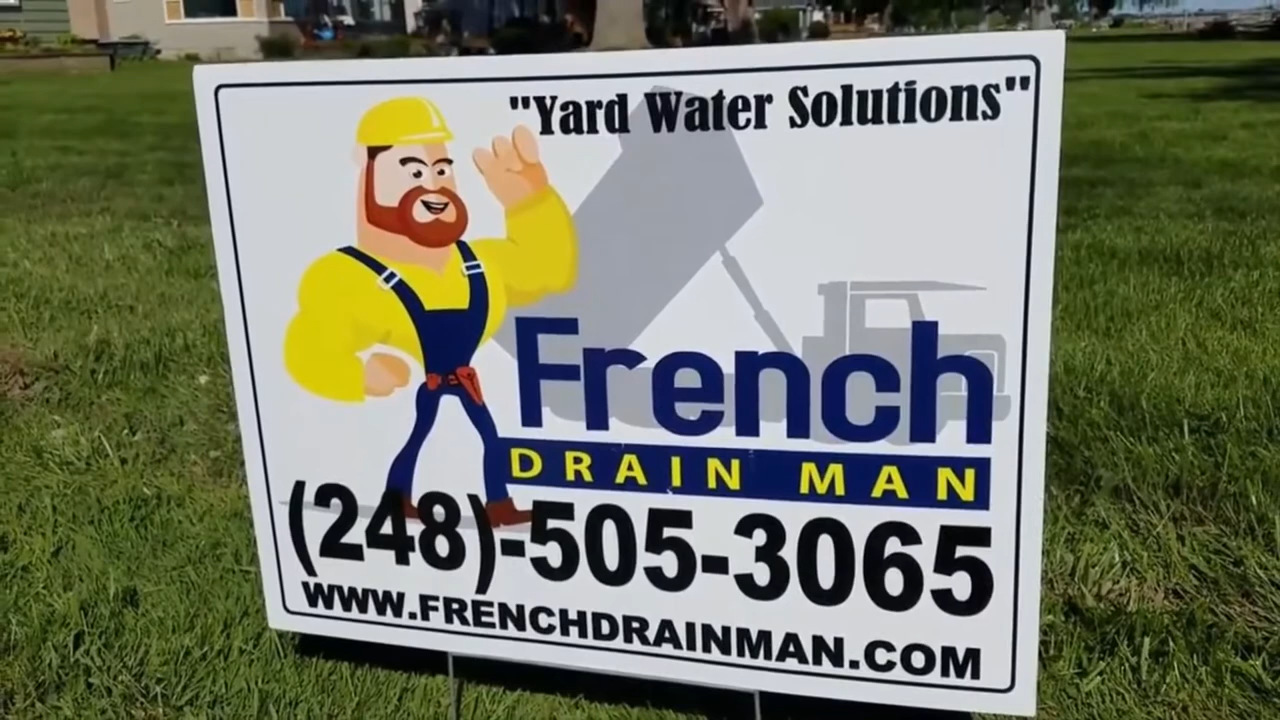 "Yard Water Solutions"
French
DRAIN MAN
(248)-505-3065
WWW.FRENCHDRAINMAN.COM